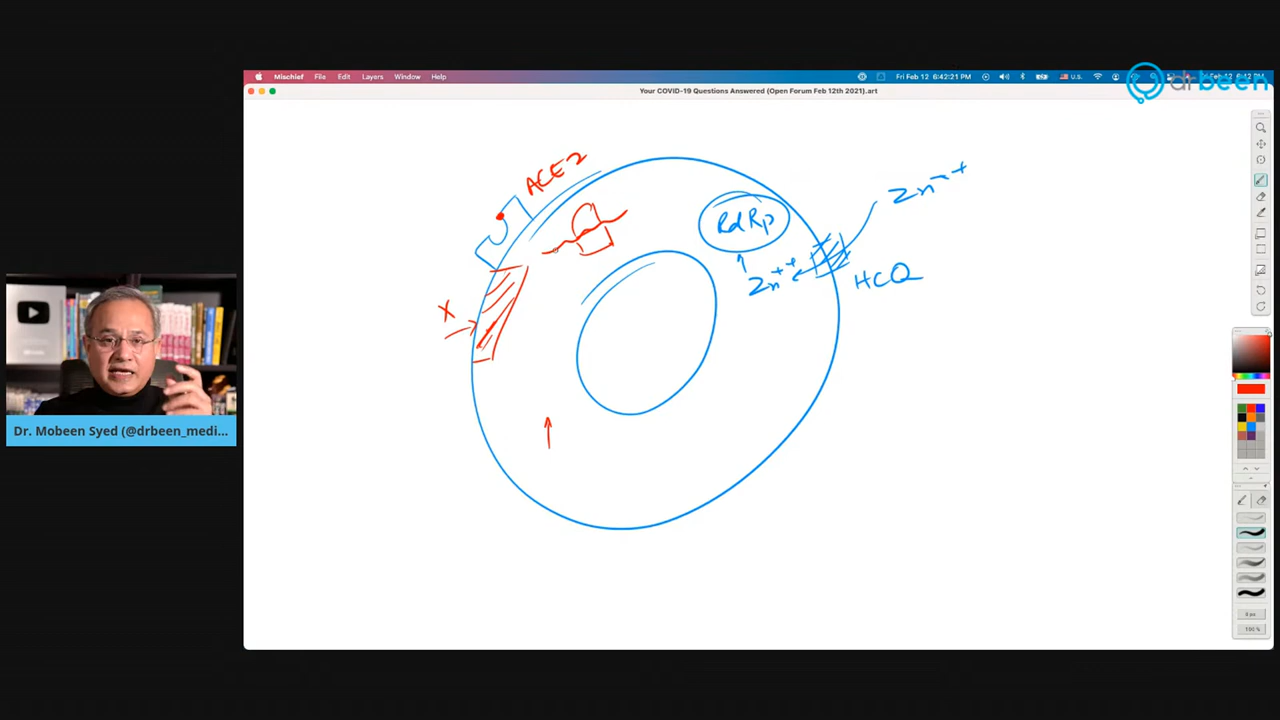 Mischief File Edit Layers Window Help
U.S. Fri Feb 12 6:42:21 PM
drbeen
Your COVID-19 Questions Answered (Open Forum Feb 12th 2021).art
ACE2
Zn++
RdRp
X
Zn++
HCQ
Dr. Mobeen Syed (@drbeen_medi...
100 %